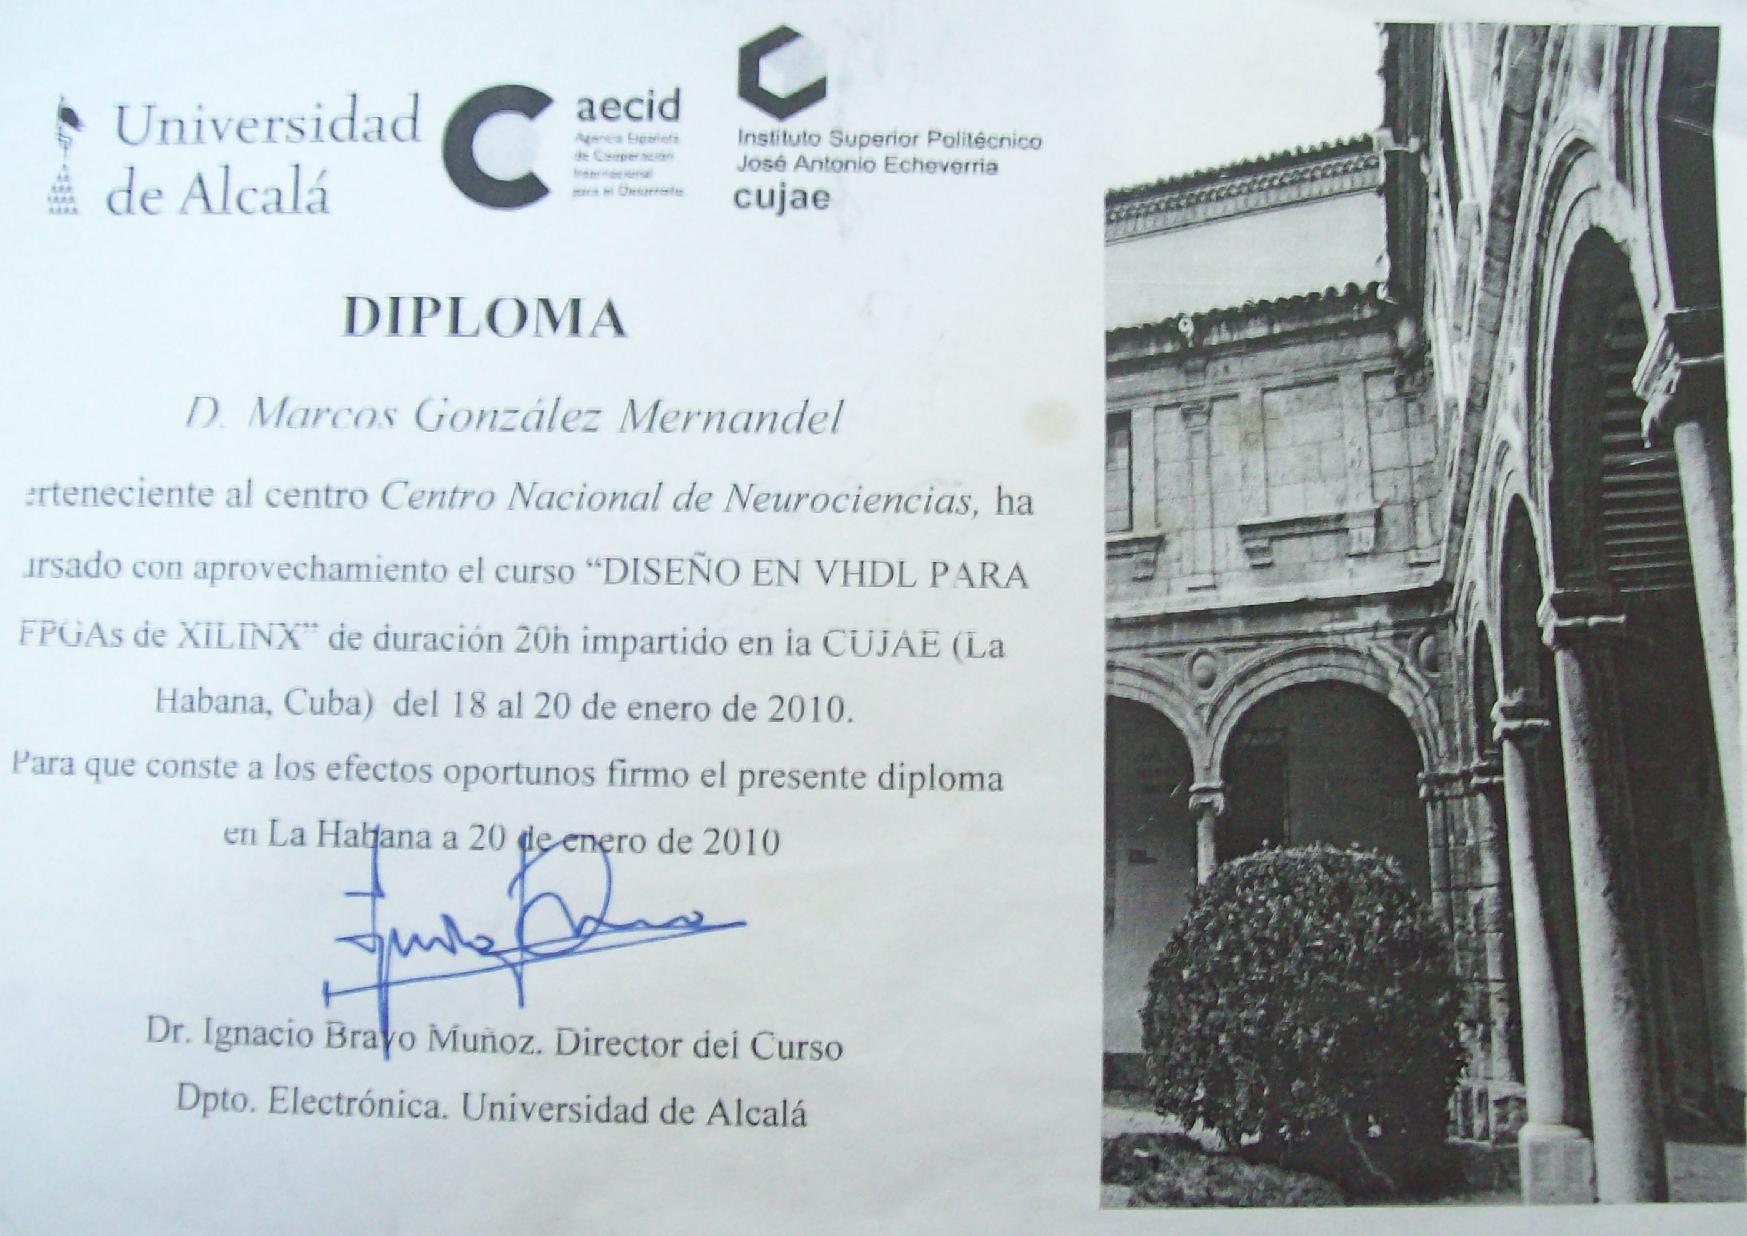 Universidad
de Alcalá
aecid
Agencia Española
de Cooperación
Internacional
para el Desarrollo
Instituto Superior Politécnico
José Antonio Echeverria
cujae
DIPLOMA
D. Marcos González Mernandel
erteneciente al centro Centro Nacional de Neurociencias, ha
ursado con aprovechamiento el curso “DISEÑO EN VHDL PARA
FPGAs de XILINX” de duración 20h impartido en la CUJAE (La
Habana, Cuba) del 18 al 20 de enero de 2010.
Para que conste a los efectos oportunos firmo el presente diploma
en La Habana a 20 de enero de 2010
Dr. Ignacio Bravo Muñoz. Director del Curso
Dpto. Electrónica. Universidad de Alcalá